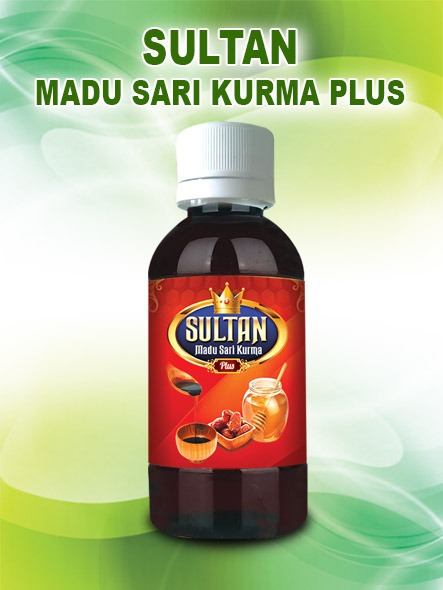 SULTAN
MADU SARI KURMA PLUS
SULTAN
Madu Sari Kurma
Plus